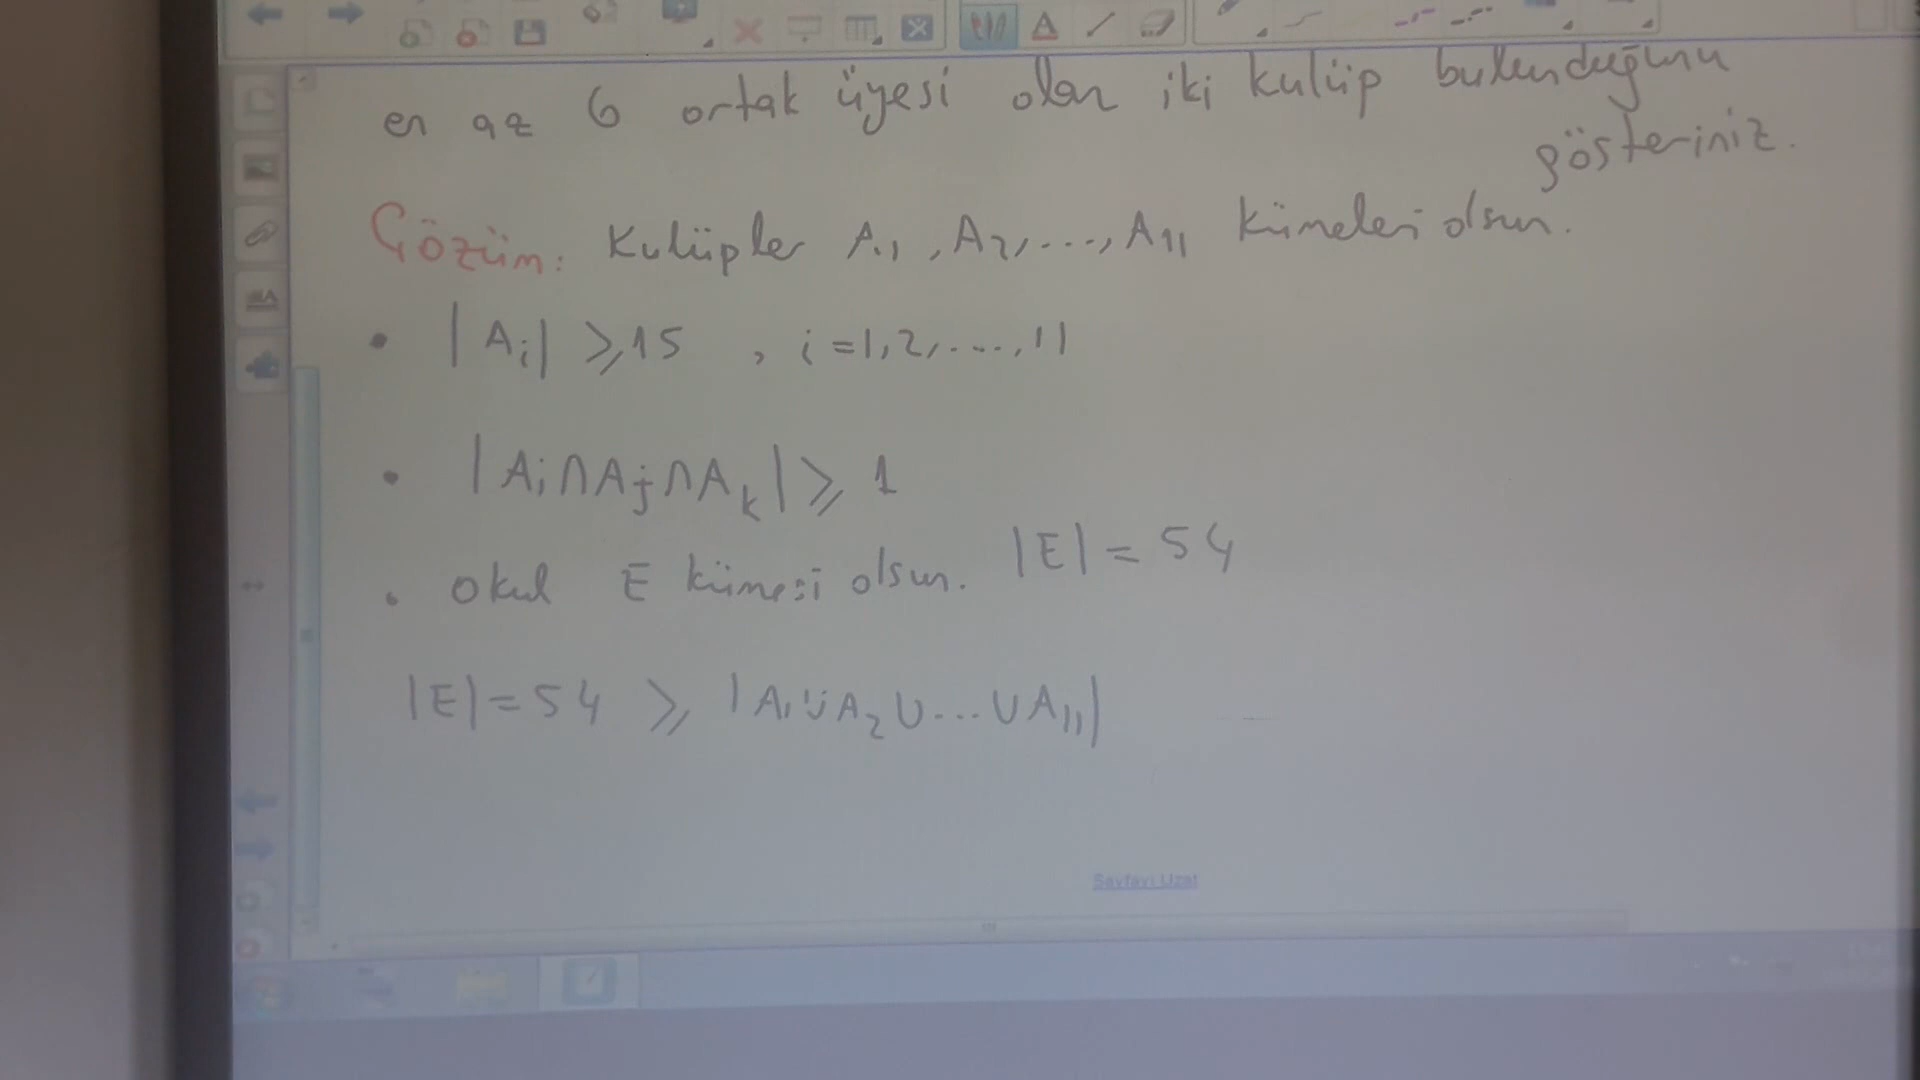 en az 6 ortak üyesi olan iki kulüp bulunduğunu
gösteriniz.
Çözüm: Kulüpler A₁, A₂, ..., A₁₁ kümeleri olsun.
• |Aᵢ| ≥ 15 , i = 1, 2, ..., 11
• |Aᵢ ∩ Aⱼ ∩ Aₖ| ≥ 1
• Okul E kümesi olsun. |E| = 54
|E| = 54 ≥ |A₁ ∪ A₂ ∪ ... ∪ A₁₁|
Sayfayı Uzat